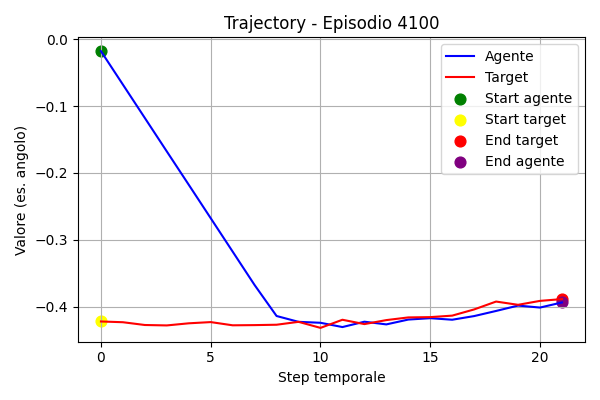 Trajectory - Episodio 4100
Valore (es. angolo)
0.0
−0.1
−0.2
−0.3
−0.4
Agente
Target
Start agente
Start target
End target
End agente
0 5 10 15 20
Step temporale